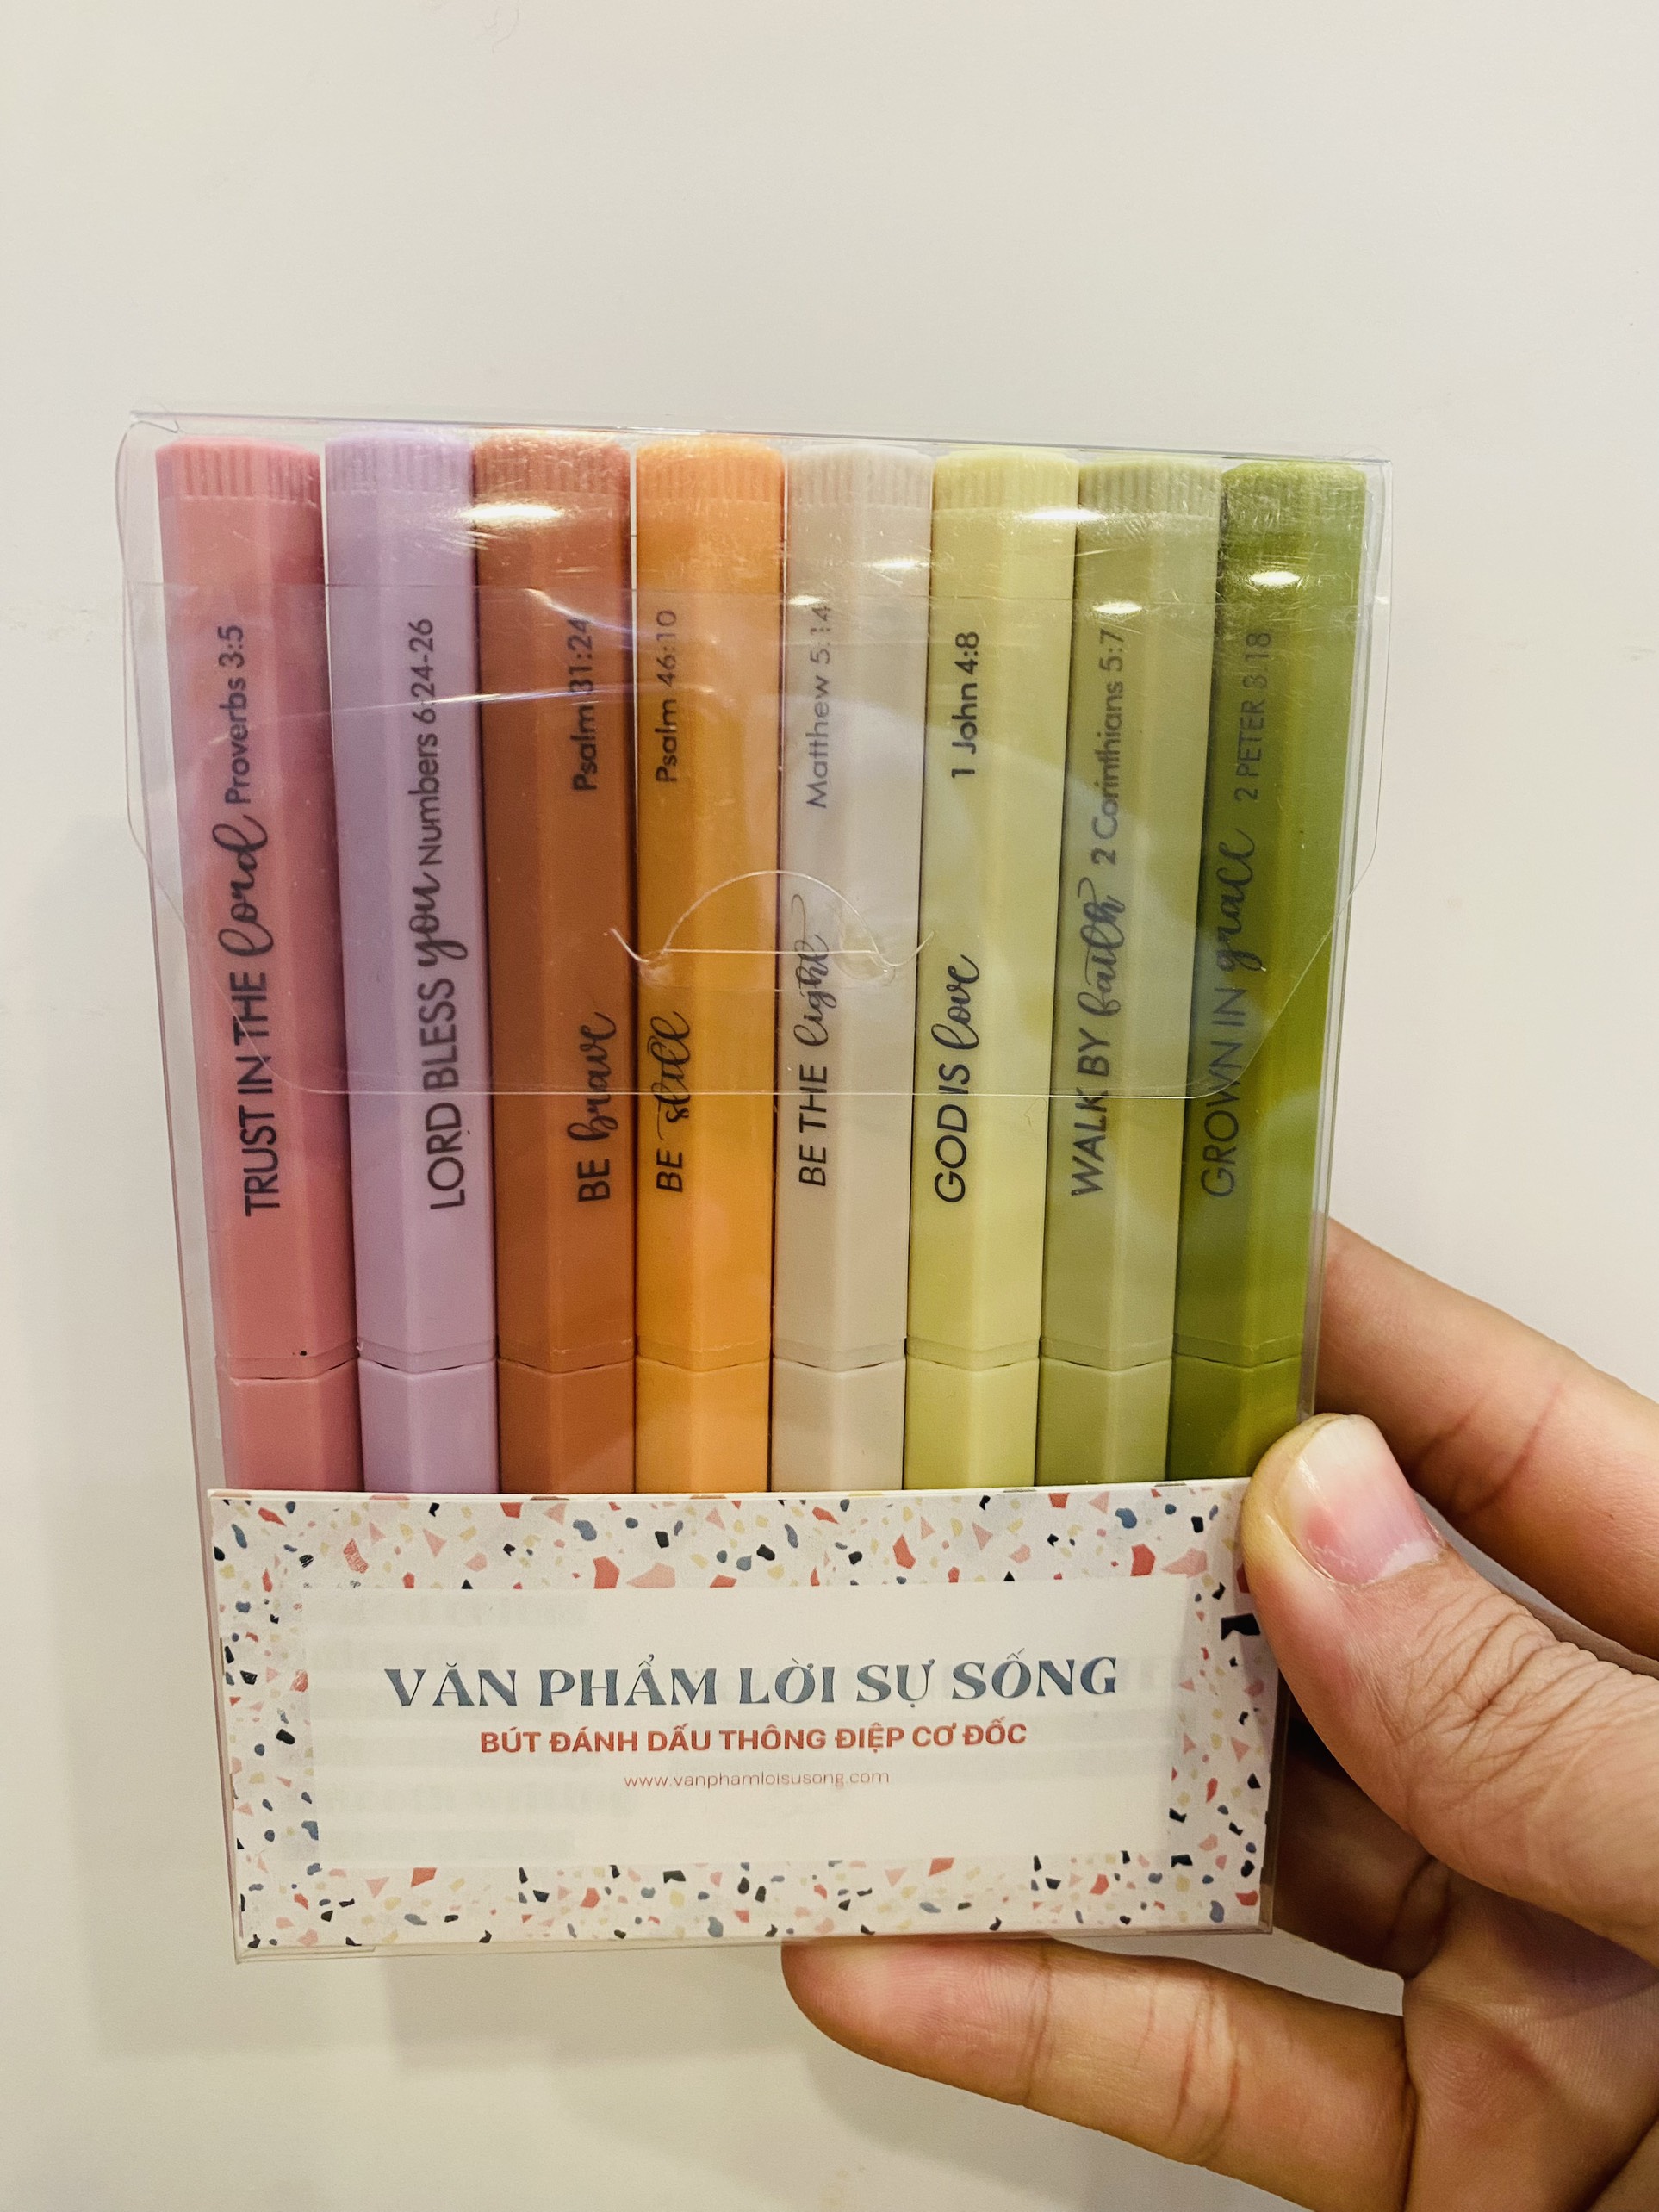 TRUST IN THE lord Proverbs 3:5
LORD BLESS you Numbers 6:24-26
BE brave Psalm 31:24
BE still Psalm 46:10
BE THE light Matthew 5:14
GOD IS love 1 John 4:8
WALK BY faith 2 Corinthians 5:7
GROWN IN grace 2 PETER 3:18
VĂN PHẨM LỜI SỰ SỐNG
BÚT ĐÁNH DẤU THÔNG ĐIỆP CƠ ĐỐC
www.vanphamloisusong.com